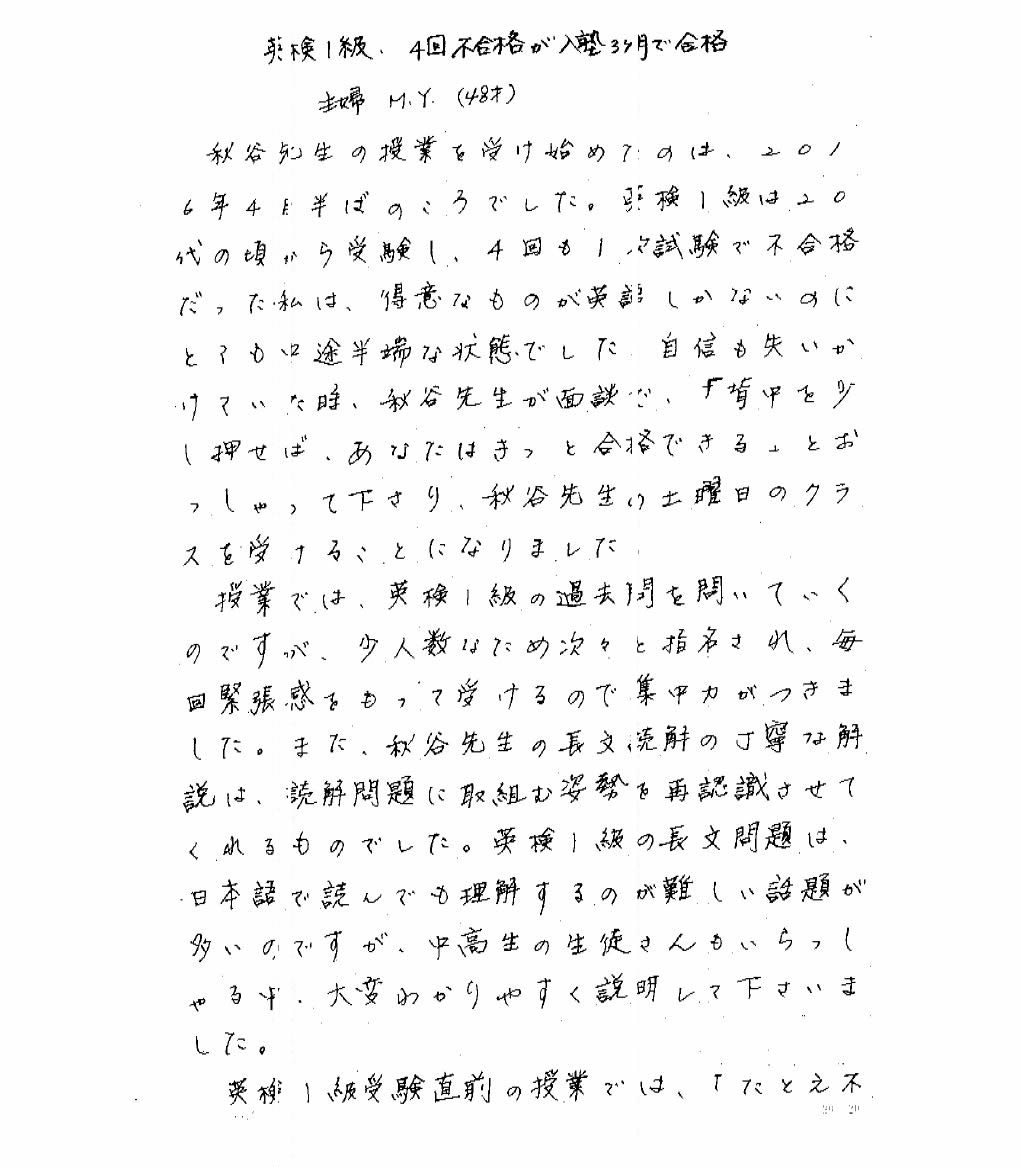 英検1級、4回不合格が入塾3ヶ月で合格
主婦 M.Y. (48才)
秋谷先生の授業を受け始めたのは、201
6年4月半ばのころでした。英検1級は20
代の頃から受験し、4回も1次試験で不合格
だった私は、得意なものが英語しかないのに
とても中途半端な状態でした 自信も失いか
けていた時、秋谷先生が面談で、「背中を少
し押せば、あなたはきっと合格できる」とお
っしゃって下さり、秋谷先生の土曜日のクラ
スを受けることになりました
授業では、英検1級の過去問を問いていく
のですが、少人数なため次々と指名され、毎
回緊張感をもって受けるので集中力がつきま
した。また、秋谷先生の長文読解の丁寧な解
説は、読解問題に取組む姿勢を再認識させて
くれるものでした。英検1級の長文問題は、
日本語で読んでも理解するのが難しい話題が
多いのですが、中高生の生徒さんもいらっし
ゃる中、大変わかりやすく説明して下さいま
した。
英検1級受験直前の授業では、「たとえ不